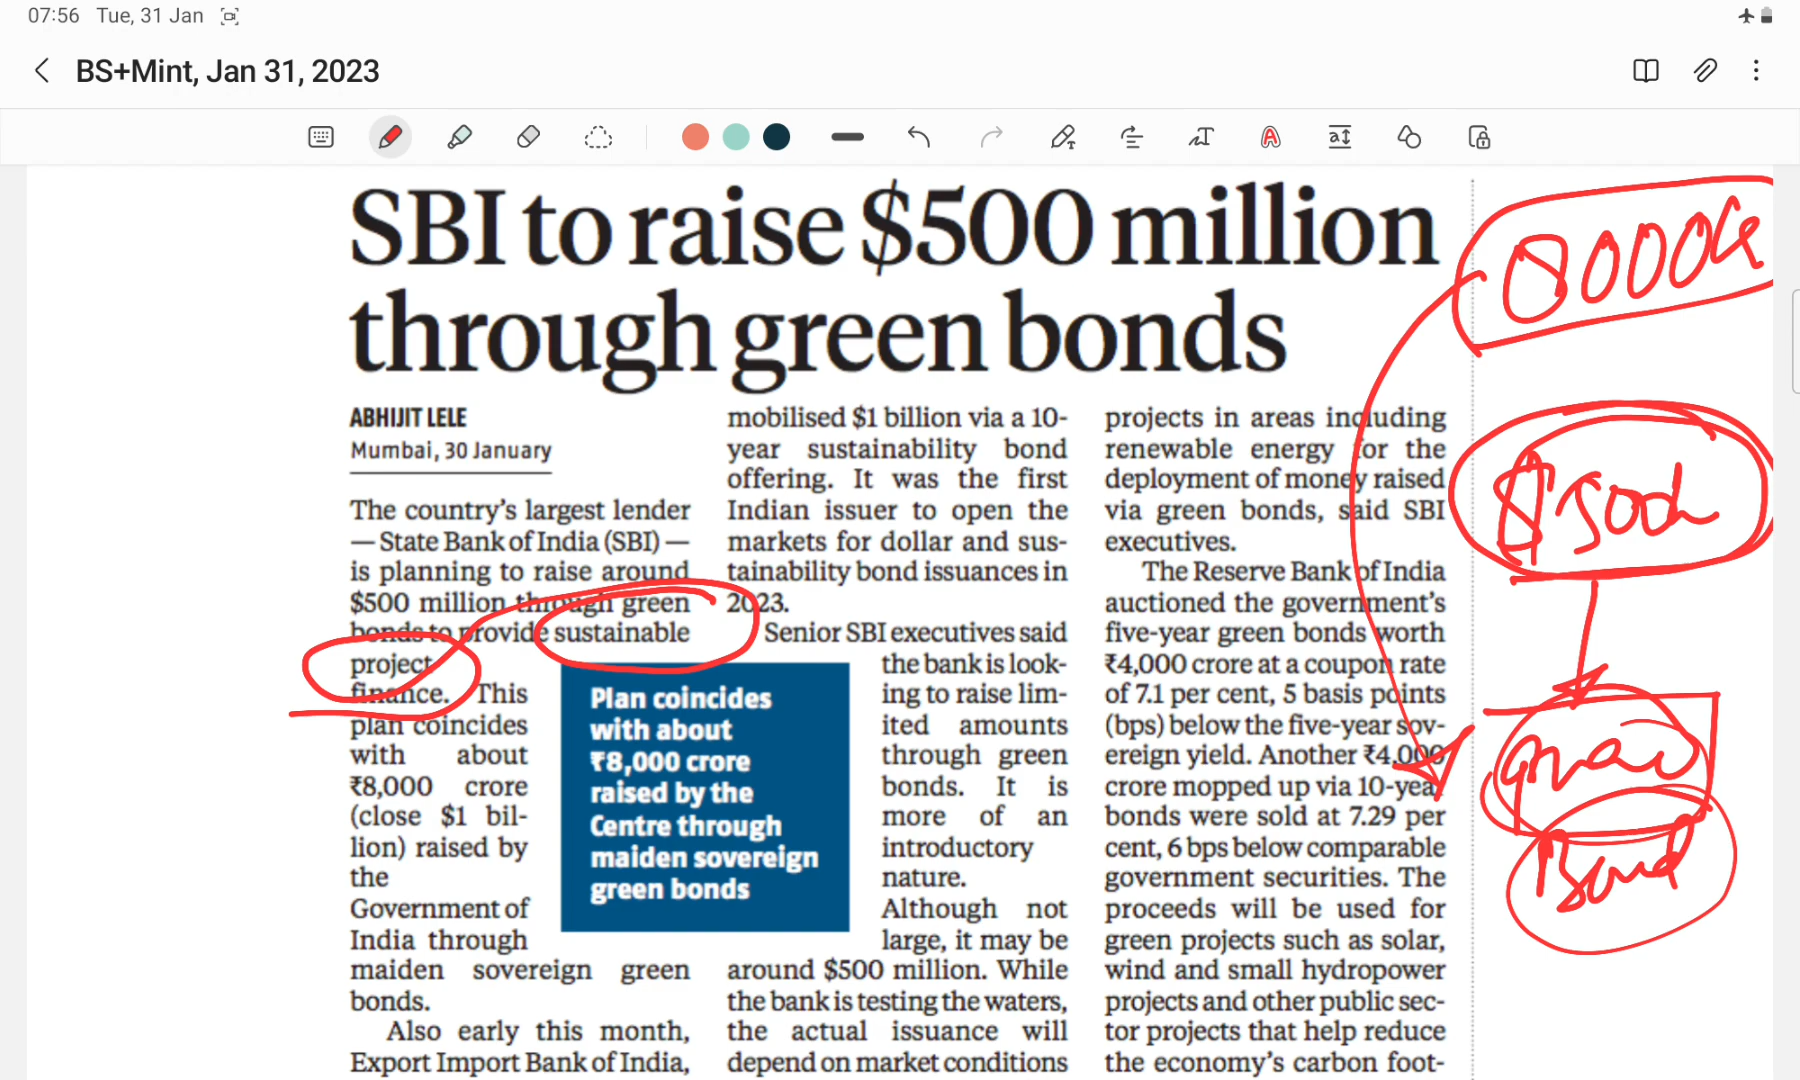 07:56 Tue, 31 Jan
BS+Mint, Jan 31, 2023
SBI to raise $500 million
through green bonds
ABHIJIT LELE
Mumbai, 30 January
The country's largest lender
— State Bank of India (SBI) —
is planning to raise around
$500 million through green
bonds to provide sustainable
project
finance. This
plan coincides
with about
₹8,000 crore
(close $1 bil-
lion) raised by
the
Government of
India through
maiden sovereign green
bonds.
Also early this month,
Export Import Bank of India,
Plan coincides
with about
₹8,000 crore
raised by the
Centre through
maiden sovereign
green bonds
mobilised $1 billion via a 10-
year sustainability bond
offering. It was the first
Indian issuer to open the
markets for dollar and sus-
tainability bond issuances in
2023.
Senior SBI executives said
the bank is look-
ing to raise lim-
ited amounts
through green
bonds. It is
more of an
introductory
nature.
Although not
large, it may be
around $500 million. While
the bank is testing the waters,
the actual issuance will
depend on market conditions
projects in areas including
renewable energy for the
deployment of money raised
via green bonds, said SBI
executives.
The Reserve Bank of India
auctioned the government's
five-year green bonds worth
₹4,000 crore at a coupon rate
of 7.1 per cent, 5 basis points
(bps) below the five-year sov-
ereign yield. Another ₹4,000
crore mopped up via 10-year
bonds were sold at 7.29 per
cent, 6 bps below comparable
government securities. The
proceeds will be used for
green projects such as solar,
wind and small hydropower
projects and other public sec-
tor projects that help reduce
the economy's carbon foot-
Bond